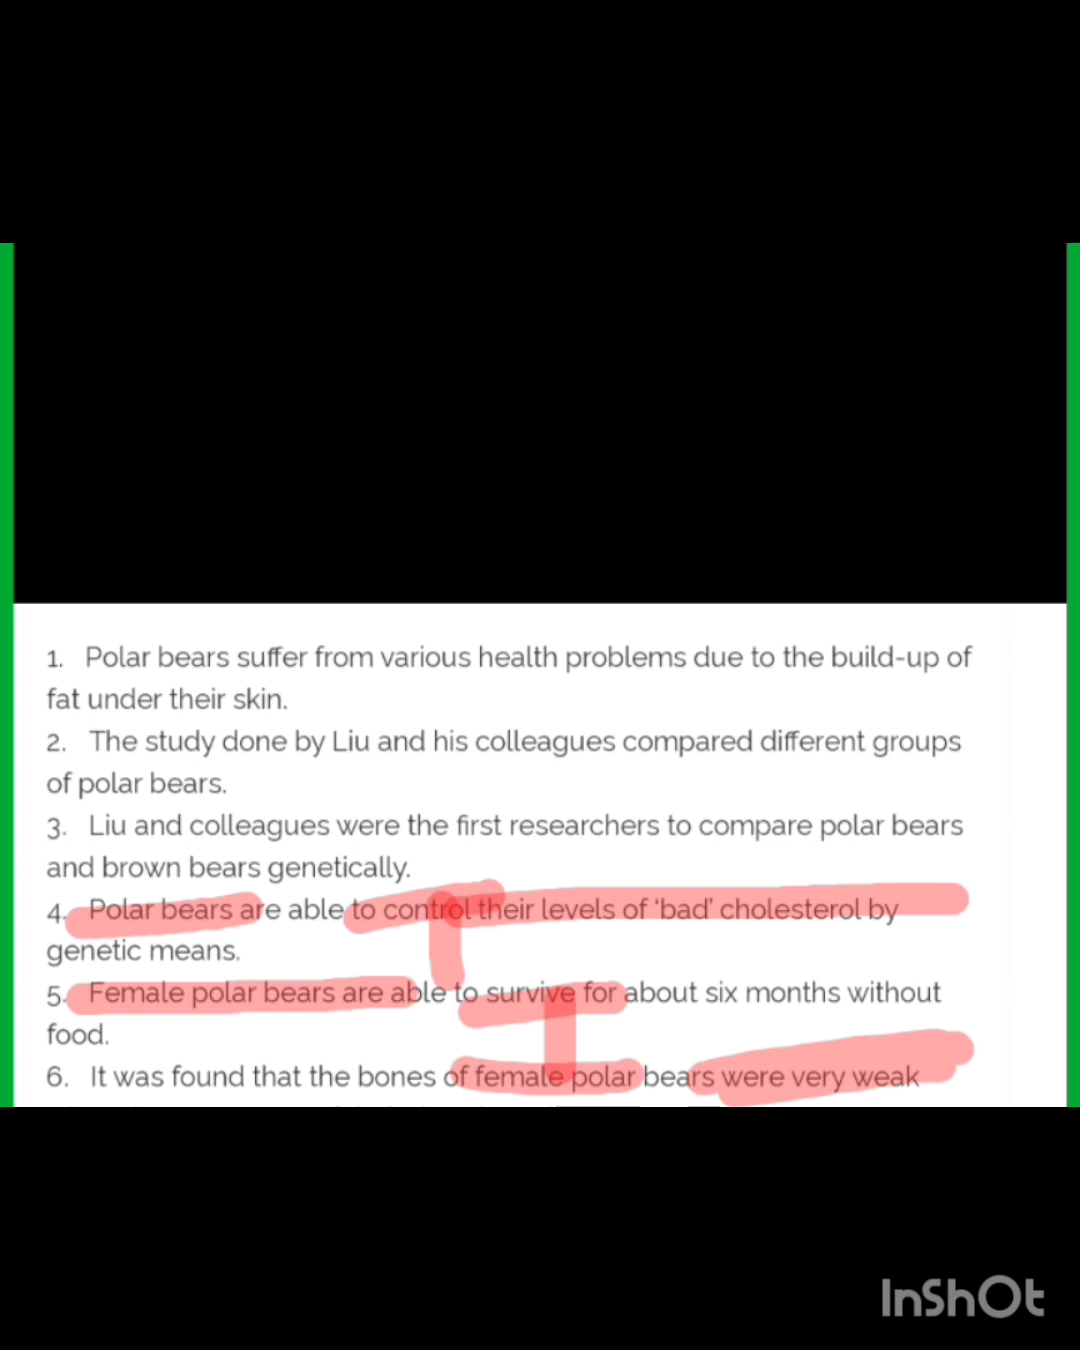 1. Polar bears suffer from various health problems due to the build-up of
fat under their skin.
2. The study done by Liu and his colleagues compared different groups
of polar bears.
3. Liu and colleagues were the first researchers to compare polar bears
and brown bears genetically.
4. Polar bears are able to control their levels of ‘bad’ cholesterol by
genetic means.
5. Female polar bears are able to survive for about six months without
food.
6. It was found that the bones of female polar bears were very weak
InShOt